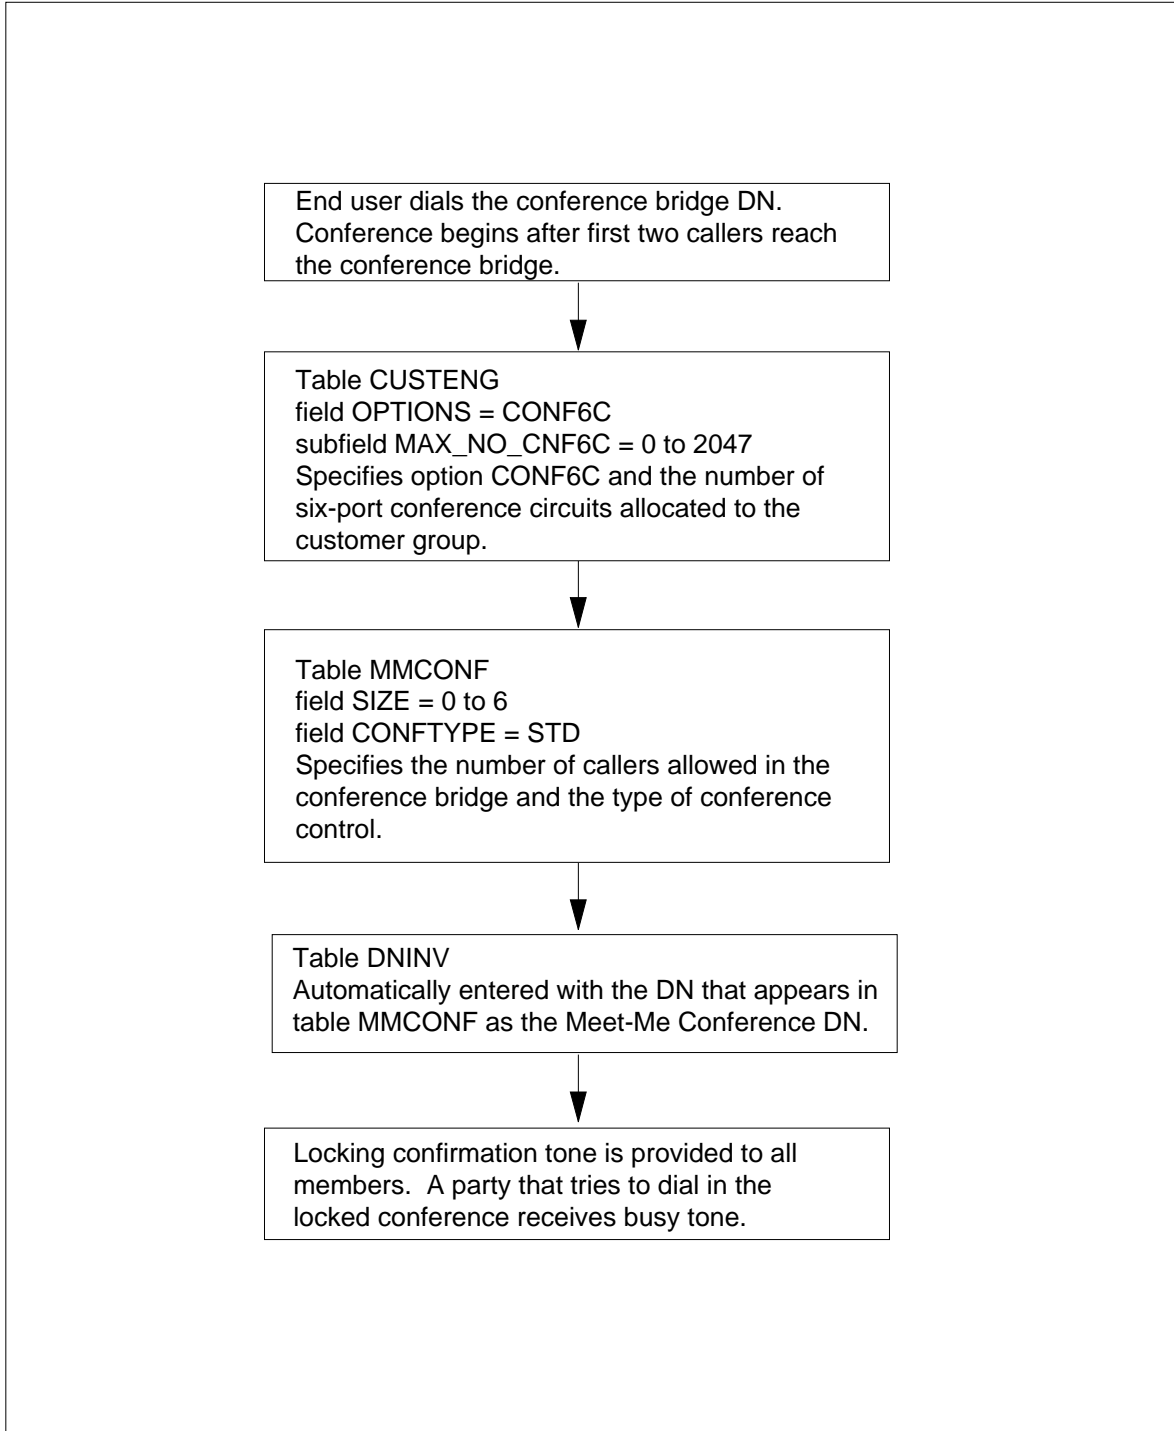 End user dials the conference bridge DN.
Conference begins after first two callers reach
the conference bridge.
Table CUSTENG
field OPTIONS = CONF6C
subfield MAX_NO_CNF6C = 0 to 2047
Specifies option CONF6C and the number of
six-port conference circuits allocated to the
customer group.
Table MMCONF
field SIZE = 0 to 6
field CONFTYPE = STD
Specifies the number of callers allowed in the
conference bridge and the type of conference
control.
Table DNINV
Automatically entered with the DN that appears in
table MMCONF as the Meet-Me Conference DN.
Locking confirmation tone is provided to all
members.  A party that tries to dial in the
locked conference receives busy tone.